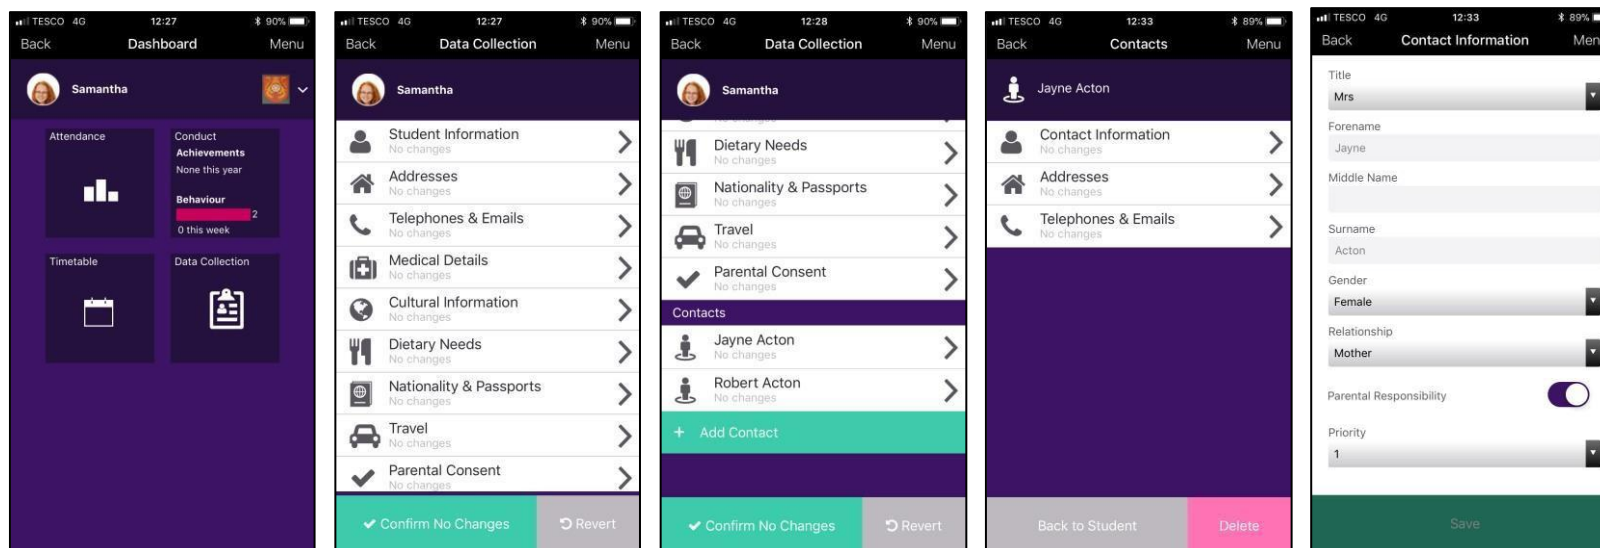 TESCO 4G 12:27 90%
Back Dashboard Menu
Samantha
Attendance
Conduct
Achievements
None this year
Behaviour
2
0 this week
Timetable
Data Collection
TESCO 4G 12:27 90%
Back Data Collection Menu
Samantha
Student Information
No changes
Addresses
No changes
Telephones & Emails
No changes
Medical Details
No changes
Cultural Information
No changes
Dietary Needs
No changes
Nationality & Passports
No changes
Travel
No changes
Parental Consent
No changes
Confirm No Changes Revert
TESCO 4G 12:28 90%
Back Data Collection Menu
Samantha
No changes
Dietary Needs
No changes
Nationality & Passports
No changes
Travel
No changes
Parental Consent
No changes
Contacts
Jayne Acton
No changes
Robert Acton
No changes
+ Add Contact
Confirm No Changes Revert
TESCO 4G 12:33 89%
Back Contacts Menu
Jayne Acton
Contact Information
No changes
Addresses
No changes
Telephones & Emails
No changes
Back to Student Delete
TESCO 4G 12:33 89%
Back Contact Information Men
Title
Mrs
Forename
Jayne
Middle Name
Surname
Acton
Gender
Female
Relationship
Mother
Parental Responsibility
Priority
1
Save